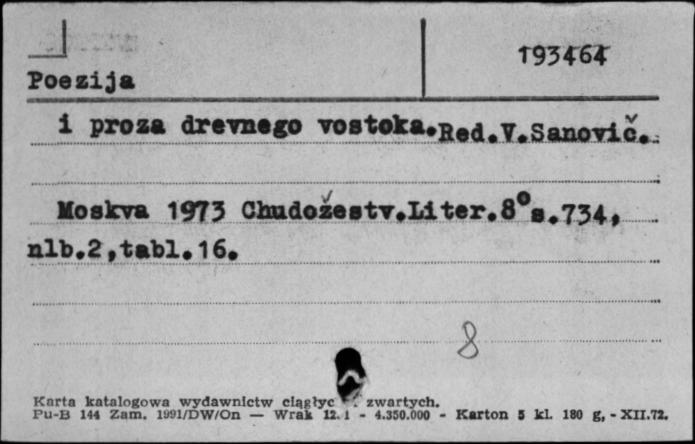 193464
Poezija
i proza drevnego vostoka.Red.V.Sanovič.
Moskva 1973 Chudožestv.Liter.8°s.734,
nlb.2,tabl.16.
8
Karta katalogowa wydawnictw ciągłyc zwartych.
Pu-B 144 Zam. 1991/DW/On — Wrak 12.1 - 4.350.000 - Karton 5 kl. 180 g, - XII.72.